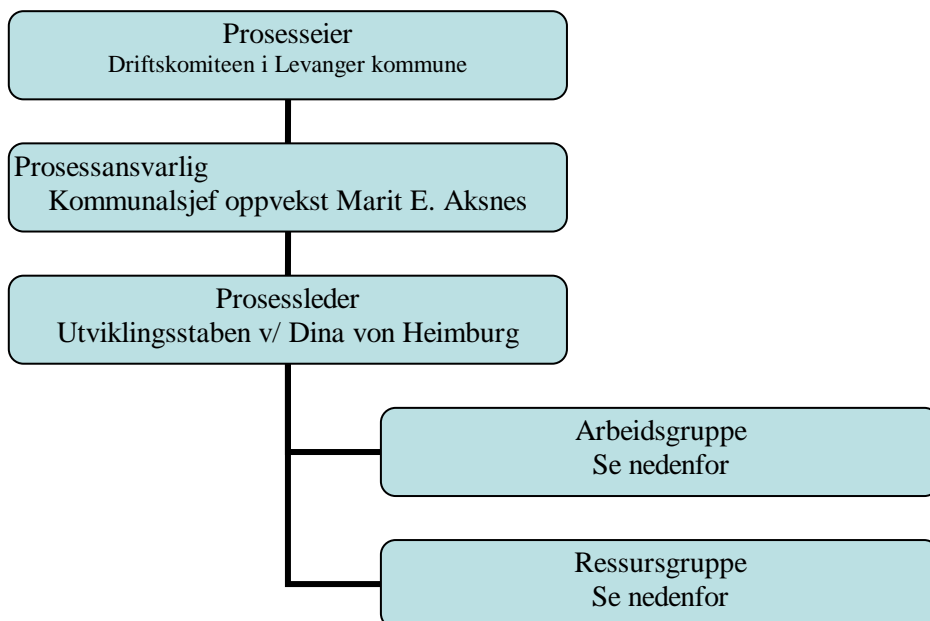 Prosesseier
Driftskomiteen i Levanger kommune
Prosessansvarlig
Kommunalsjef oppvekst Marit E. Aksnes
Prosessleder
Utviklingsstaben v/ Dina von Heimburg
Arbeidsgruppe
Se nedenfor
Ressursgruppe
Se nedenfor